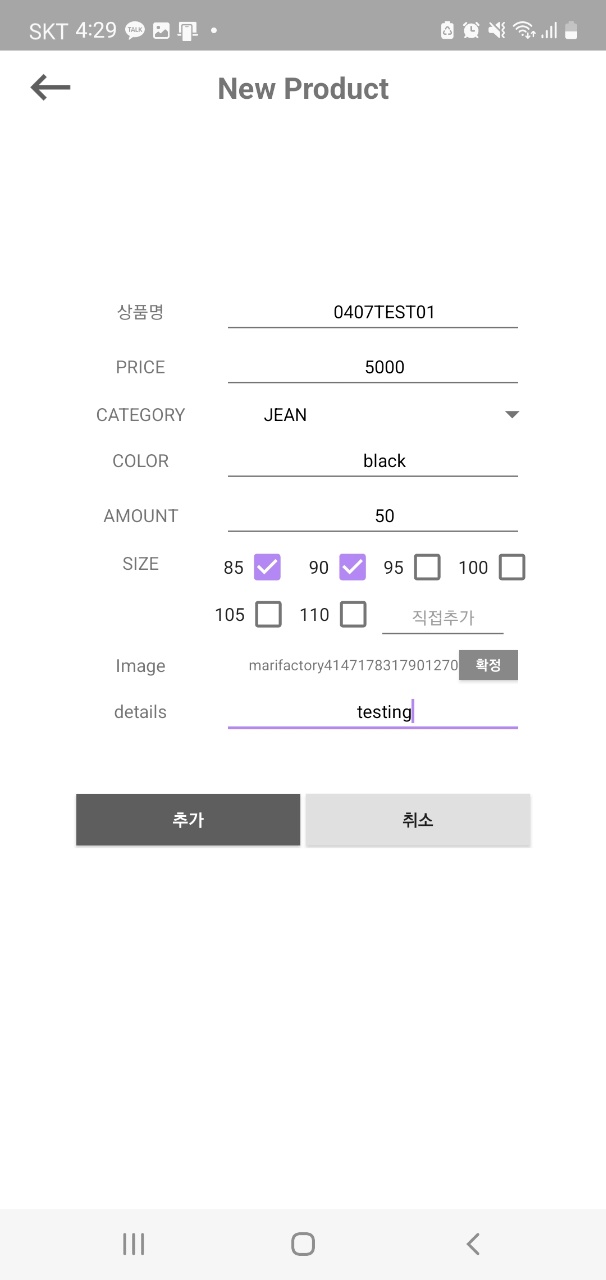 SKT 4:29 TALK
New Product
상품명 0407TEST01
PRICE 5000
CATEGORY JEAN
COLOR black
AMOUNT 50
SIZE 85 90 95 100
105 110 직접추가
Image marifactory4147178317901270 확정
details testing
추가 취소